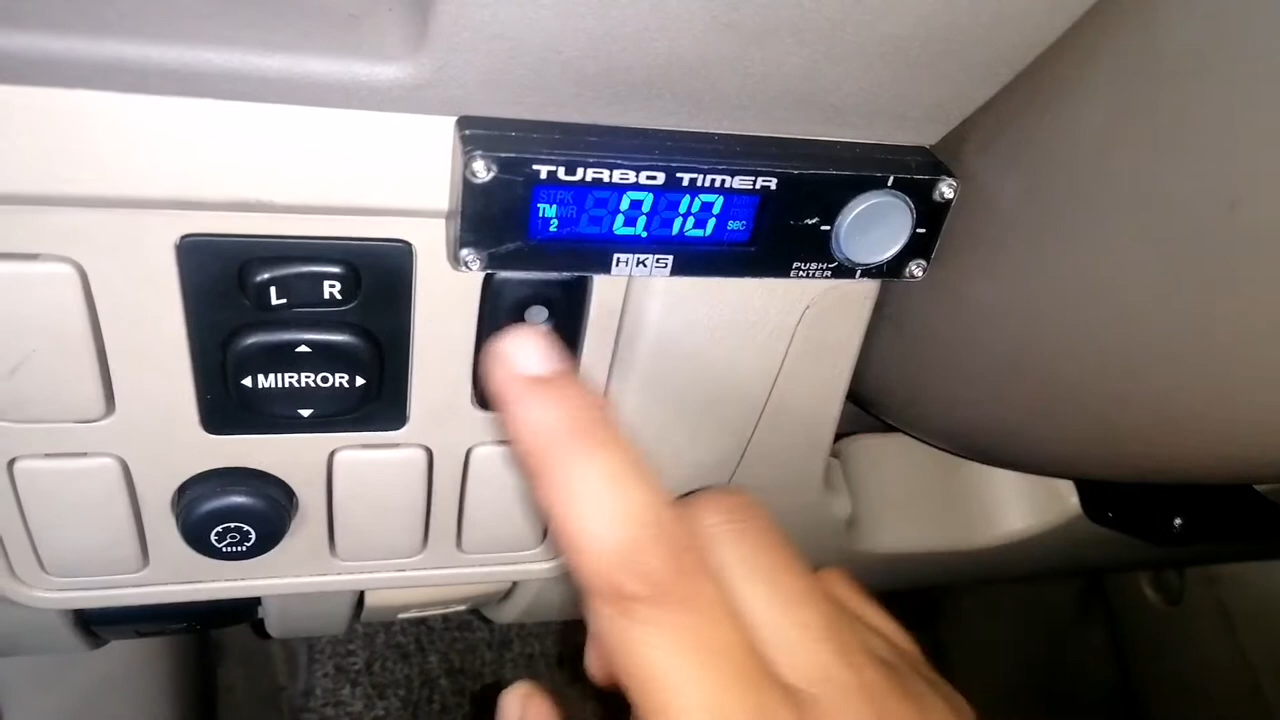 TURBO TIMER
STPK
TM WR
0.10
sec
2
HKS
PUSH
ENTER
L R
MIRROR